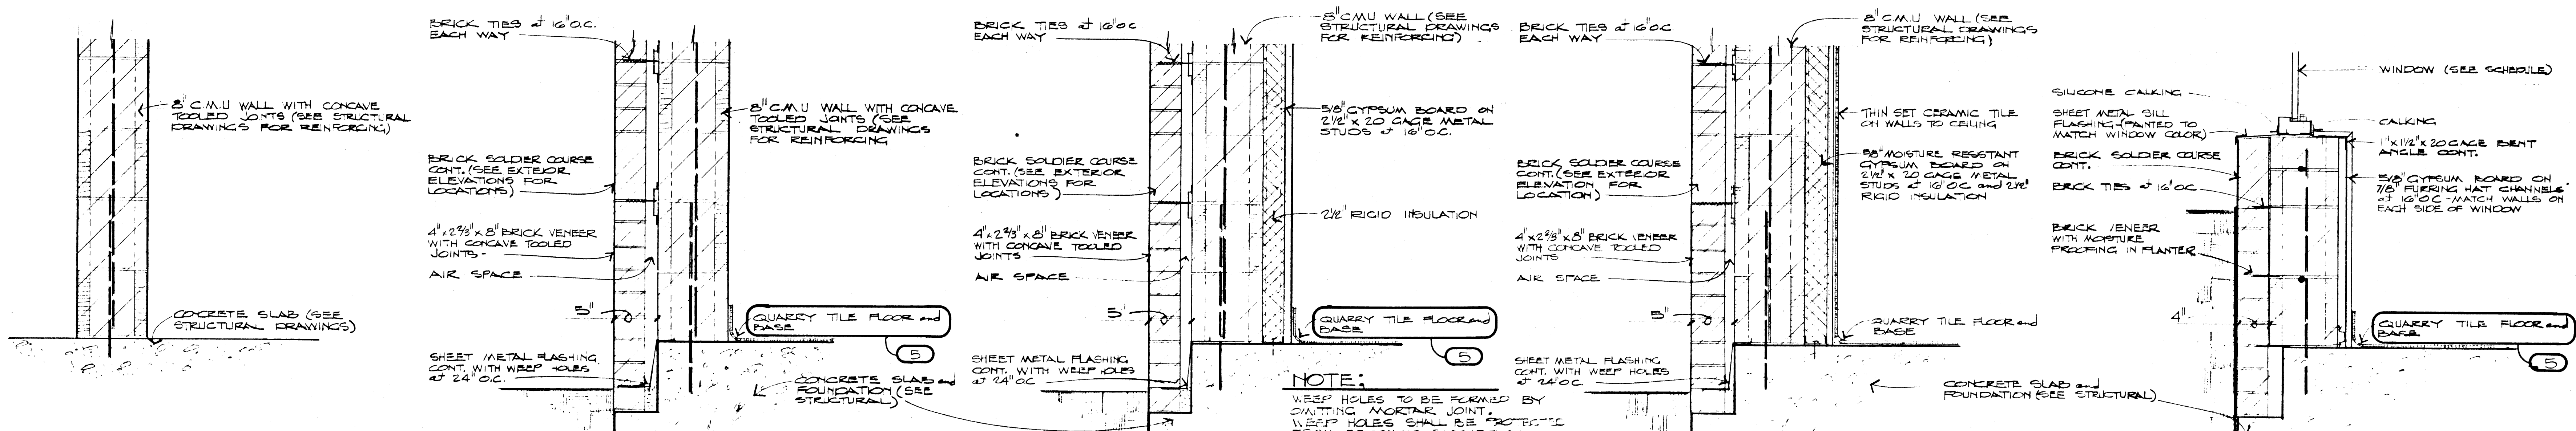 8" C.M.U WALL WITH CONCAVE
TOOLED JOINTS (SEE STRUCTURAL
DRAWINGS FOR REINFORCING)
CONCRETE SLAB (SEE
STRUCTURAL DRAWINGS)
BRICK TIES at 16" O.C.
EACH WAY
8" C.M.U WALL WITH CONCAVE
TOOLED JOINTS (SEE
STRUCTURAL DRAWINGS
FOR REINFORCING
BRICK SOLDIER COURSE
CONT. (SEE EXTEIOR
ELEVATIONS FOR
LOCATIONS)
4" x 2 2/3" x 8" BRICK VENEER
WITH CONCAVE TOOLED
JOINTS -
AIR SPACE
5"
QUARRY TILE FLOOR and
BASE
5
SHEET METAL FLASHING
CONT. WITH WEEP HOLES
at 24" O.C.
CONCRETE SLAB and
FOUNDATION (SEE
STRUCTURAL)
BRICK TIES at 16" O.C
EACH WAY
8" C.M.U WALL (SEE
STRUCTURAL DRAWINGS
FOR REINFORCING)
5/8" GYPSUM BOARD ON
2 1/2" x 20 GAGE METAL
STUDS at 16" O.C.
BRICK SOLDIER COURSE
CONT. (SEE EXTERIOR
ELEVATIONS FOR
LOCATIONS)
2 1/2" RIGID INSULATION
4" x 2 2/3" x 8" BRICK VENEER
WITH CONCAVE TOOLED
JOINTS
AIR SPACE
5"
QUARRY TILE FLOOR and
BASE
5
SHEET METAL FLASHING
CONT. WITH WEEP HOLES
at 24" O.C
NOTE:
WEEP HOLES TO BE FORMED BY
OMITTING MORTAR JOINT.
WEEP HOLES SHALL BE PROTECTED
BRICK TIES at 16" O.C
EACH WAY
8" C.M.U WALL (SEE
STRUCTURAL DRAWINGS
FOR REINFORCING)
THIN SET CERAMIC TILE
ON WALLS TO CEILING
BRICK SOLDIER COURSE
CONT. (SEE EXTERIOR
ELEVATION FOR
LOCATION)
5/8" MOISTURE RESISTANT
GYPSUM BOARD ON
2 1/2" x 20 GAGE METAL
STUDS at 16" O.C and 2 1/2"
RIGID INSULATION
4" x 2 2/3" x 8" BRICK VENEER
WITH CONCAVE TOOLED
JOINTS
AIR SPACE
5"
QUARRY TILE FLOOR and
BASE
SHEET METAL FLASHING
CONT. WITH WEEP HOLES
at 24" O.C
CONCRETE SLAB and
FOUNDATION (SEE STRUCTURAL)
WINDOW (SEE SCHEDULE)
SILICONE CALKING
SHEET METAL SILL
FLASHING (PAINTED TO
MATCH WINDOW COLOR)
CALKING
1" x 1 1/2" x 20 GAGE BENT
ANGLE CONT.
BRICK SOLDIER COURSE
CONT.
BRICK TIES at 16" O.C
5/8" GYPSUM BOARD ON
7/8" FURRING HAT CHANNELS
at 16" O.C - MATCH WALLS ON
EACH SIDE OF WINDOW
BRICK VENEER
WITH MOISTURE
PROOFING IN PLANTER
4"
QUARRY TILE FLOOR and
BASE
5